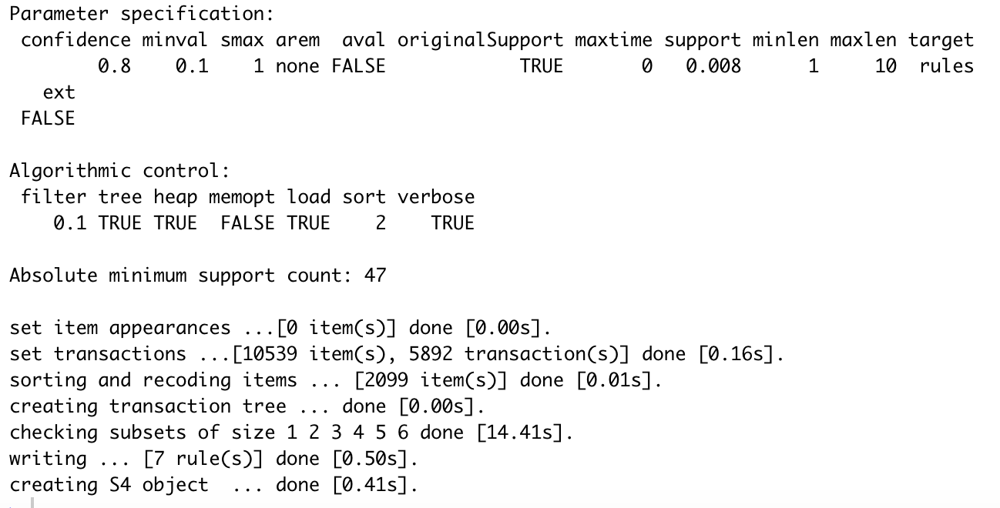 Parameter specification:
 confidence minval smax arem  aval originalSupport maxtime support minlen maxlen target
        0.8    0.1    1 none FALSE            TRUE       0   0.008      1     10  rules
   ext
 FALSE

Algorithmic control:
 filter tree heap memopt load sort verbose
    0.1 TRUE TRUE  FALSE TRUE    2    TRUE

Absolute minimum support count: 47

set item appearances ...[0 item(s)] done [0.00s].
set transactions ...[10539 item(s), 5892 transaction(s)] done [0.16s].
sorting and recoding items ... [2099 item(s)] done [0.01s].
creating transaction tree ... done [0.00s].
checking subsets of size 1 2 3 4 5 6 done [14.41s].
writing ... [7 rule(s)] done [0.50s].
creating S4 object  ... done [0.41s].